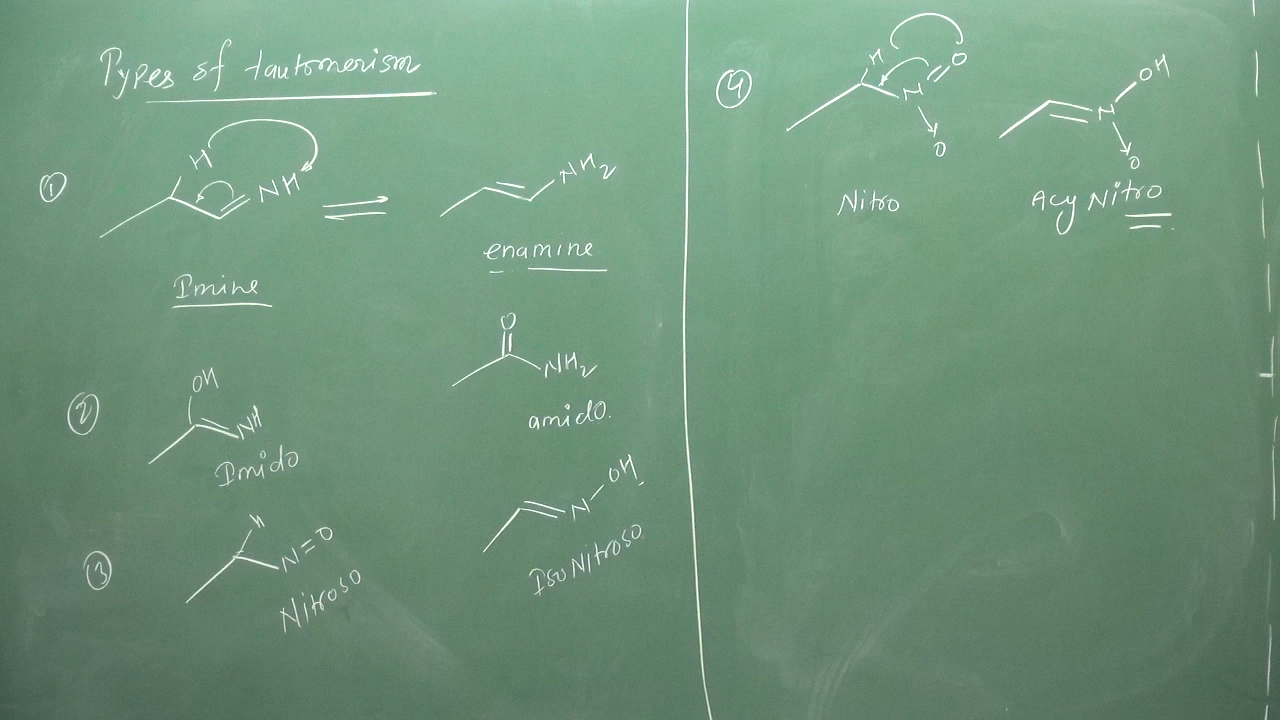 Types of tautomerism
① H NH ⇌ NH2
Imine enamine
② OH NH O NH2
Imido amido.
③ H N=O N OH
Nitroso Iso Nitroso
④ H N O O N OH O
Nitro Acy Nitro